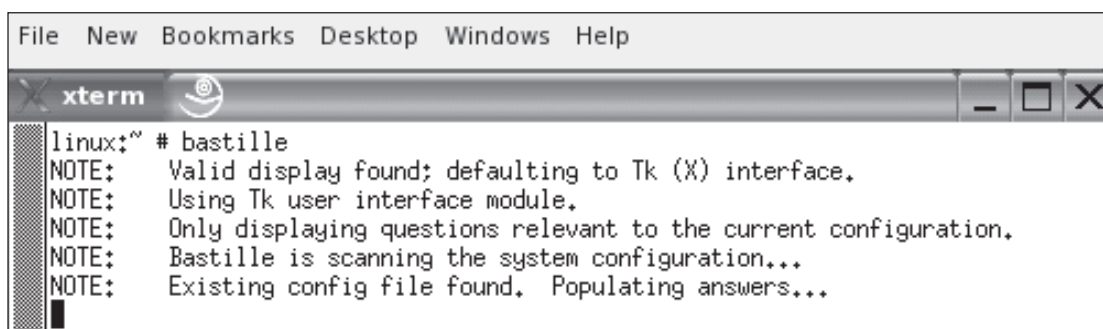 File New Bookmarks Desktop Windows Help
xterm
linux:~ # bastille
NOTE: Valid display found; defaulting to Tk (X) interface.
NOTE: Using Tk user interface module.
NOTE: Only displaying questions relevant to the current configuration.
NOTE: Bastille is scanning the system configuration...
NOTE: Existing config file found. Populating answers...